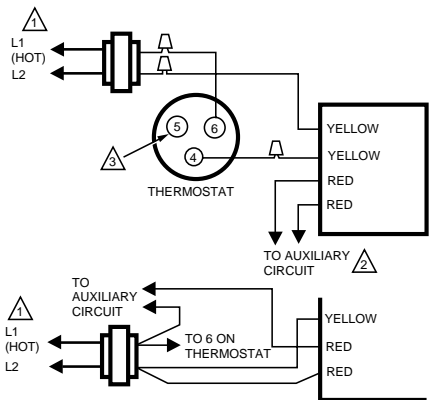 1
L1
(HOT)
L2
5
6
4
3
THERMOSTAT
YELLOW
YELLOW
RED
RED
TO AUXILIARY
CIRCUIT
2
1
L1
(HOT)
L2
TO
AUXILIARY
CIRCUIT
TO 6 ON
THERMOSTAT
YELLOW
RED
RED